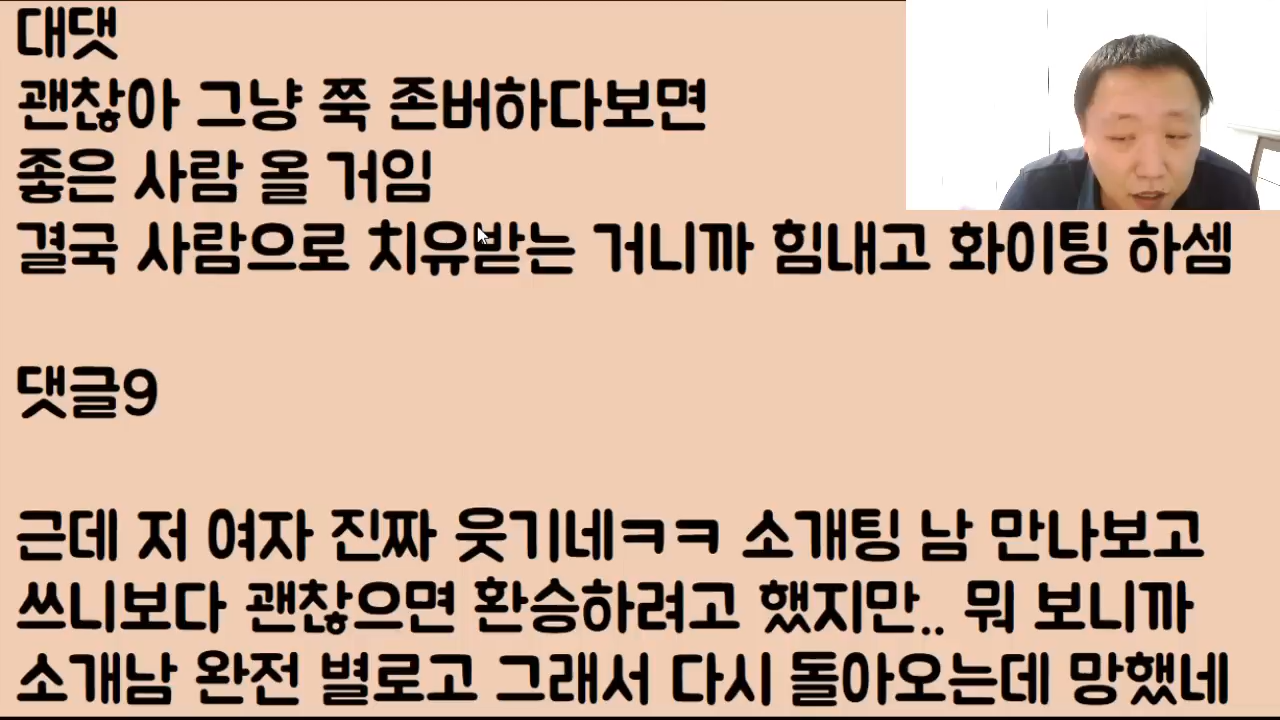 대댓
괜찮아 그냥 쭉 존버하다보면
좋은 사람 올 거임
결국 사람으로 치유받는 거니까 힘내고 화이팅 하셈
댓글9
근데 저 여자 진짜 웃기네ㅋㅋ 소개팅 남 만나보고
쓰니보다 괜찮으면 환승하려고 했지만.. 뭐 보니까
소개남 완전 별로고 그래서 다시 돌아오는데 망했네